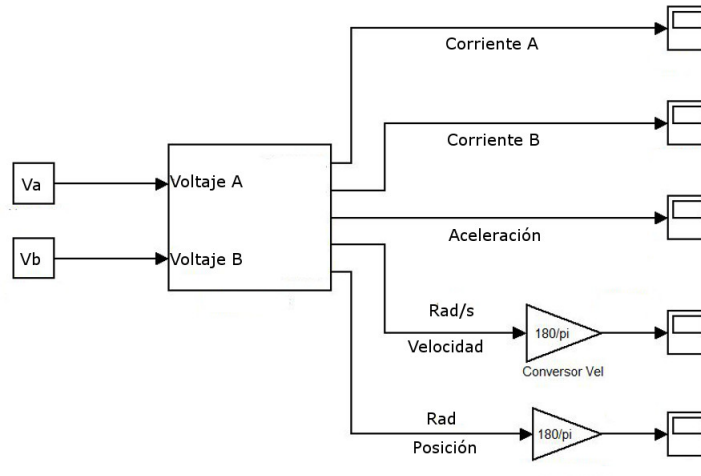 Corriente A
Corriente B
Va
Voltaje A
Aceleración
Vb
Voltaje B
Rad/s
180/pi
Velocidad
Conversor Vel
Rad
180/pi
Posición